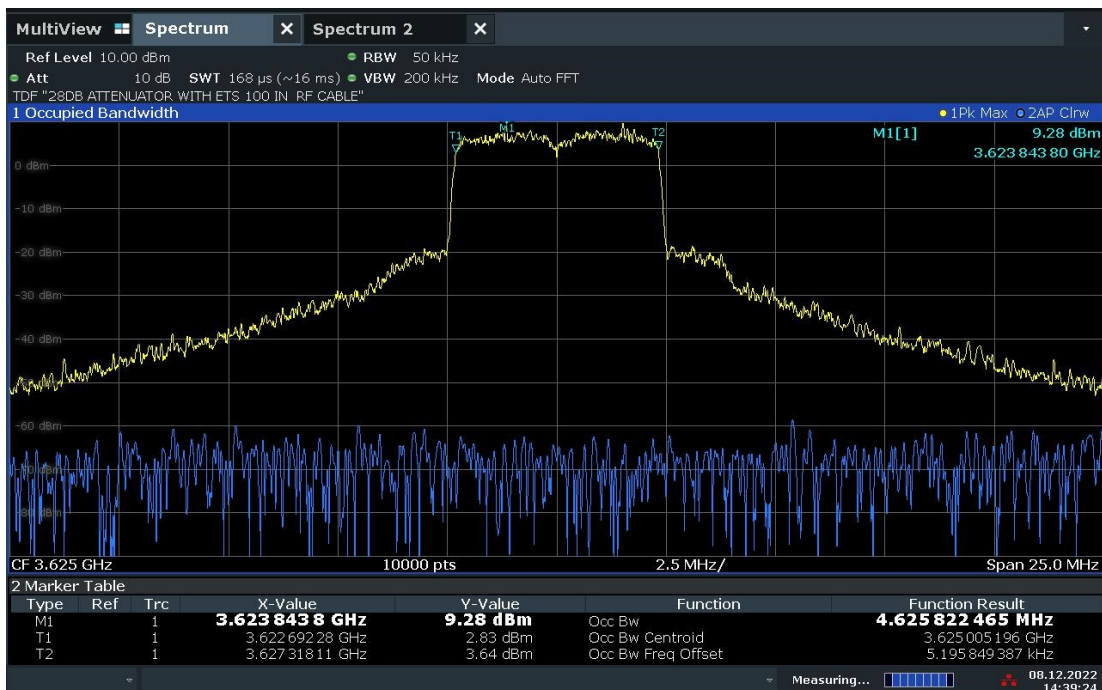 MultiView Spectrum X Spectrum 2 X
Ref Level 10.00 dBm RBW 50 kHz
Att 10 dB SWT 168 µs (~16 ms) VBW 200 kHz Mode Auto FFT
TDF "28DB ATTENUATOR WITH ETS 100 IN RF CABLE"
1 Occupied Bandwidth 1Pk Max 2AP Clrw
M1[1] 9.28 dBm
3.623 843 80 GHz
T1 M1 T2
0 dBm
-10 dBm
-20 dBm
-30 dBm
-40 dBm
-60 dBm
CF 3.625 GHz 10000 pts 2.5 MHz/ Span 25.0 MHz
2 Marker Table
Type Ref Trc X-Value Y-Value Function Function Result
M1 1 3.623 843 8 GHz 9.28 dBm Occ Bw 4.625 822 465 MHz
T1 1 3.622 692 28 GHz 2.83 dBm Occ Bw Centroid 3.625 005 196 GHz
T2 1 3.627 318 11 GHz 3.64 dBm Occ Bw Freq Offset 5.195 849 387 kHz
Measuring... 08.12.2022
14:39:24